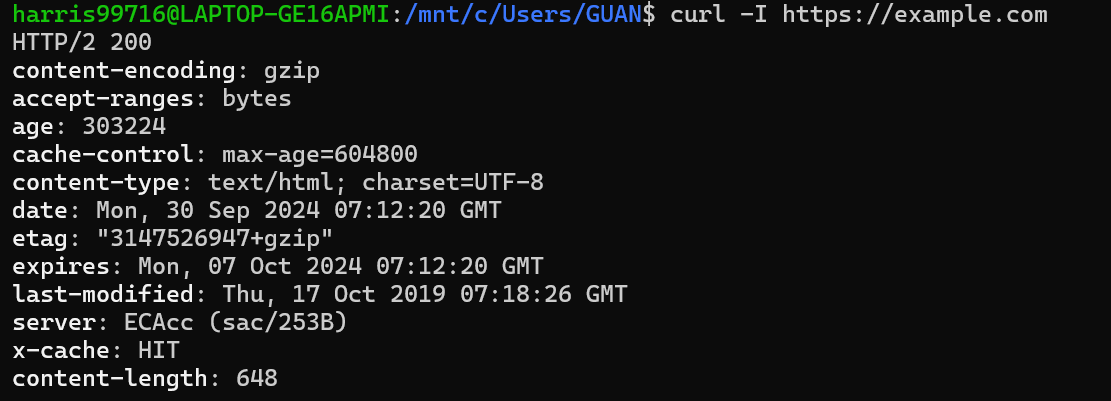 harris99716@LAPTOP-GE16APMI:/mnt/c/Users/GUAN$ curl -I https://example.com
HTTP/2 200
content-encoding: gzip
accept-ranges: bytes
age: 303224
cache-control: max-age=604800
content-type: text/html; charset=UTF-8
date: Mon, 30 Sep 2024 07:12:20 GMT
etag: "3147526947+gzip"
expires: Mon, 07 Oct 2024 07:12:20 GMT
last-modified: Thu, 17 Oct 2019 07:18:26 GMT
server: ECAcc (sac/253B)
x-cache: HIT
content-length: 648